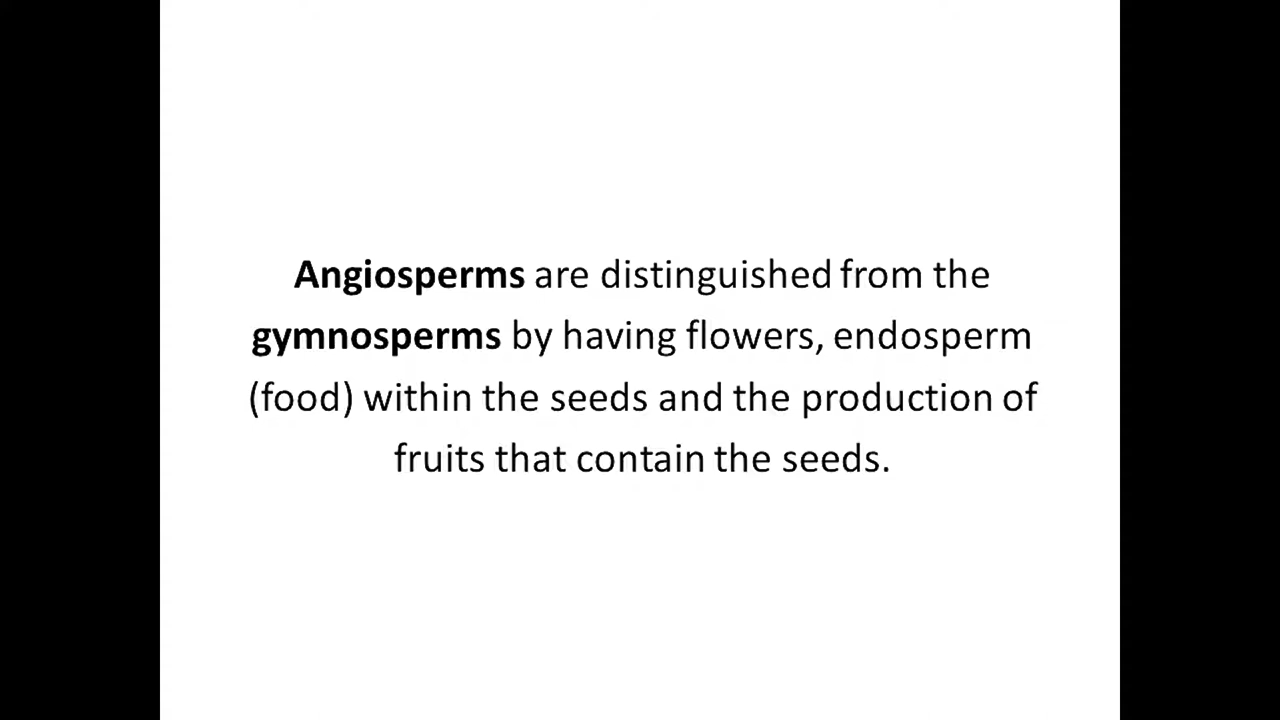 Angiosperms are distinguished from the
gymnosperms by having flowers, endosperm
(food) within the seeds and the production of
fruits that contain the seeds.